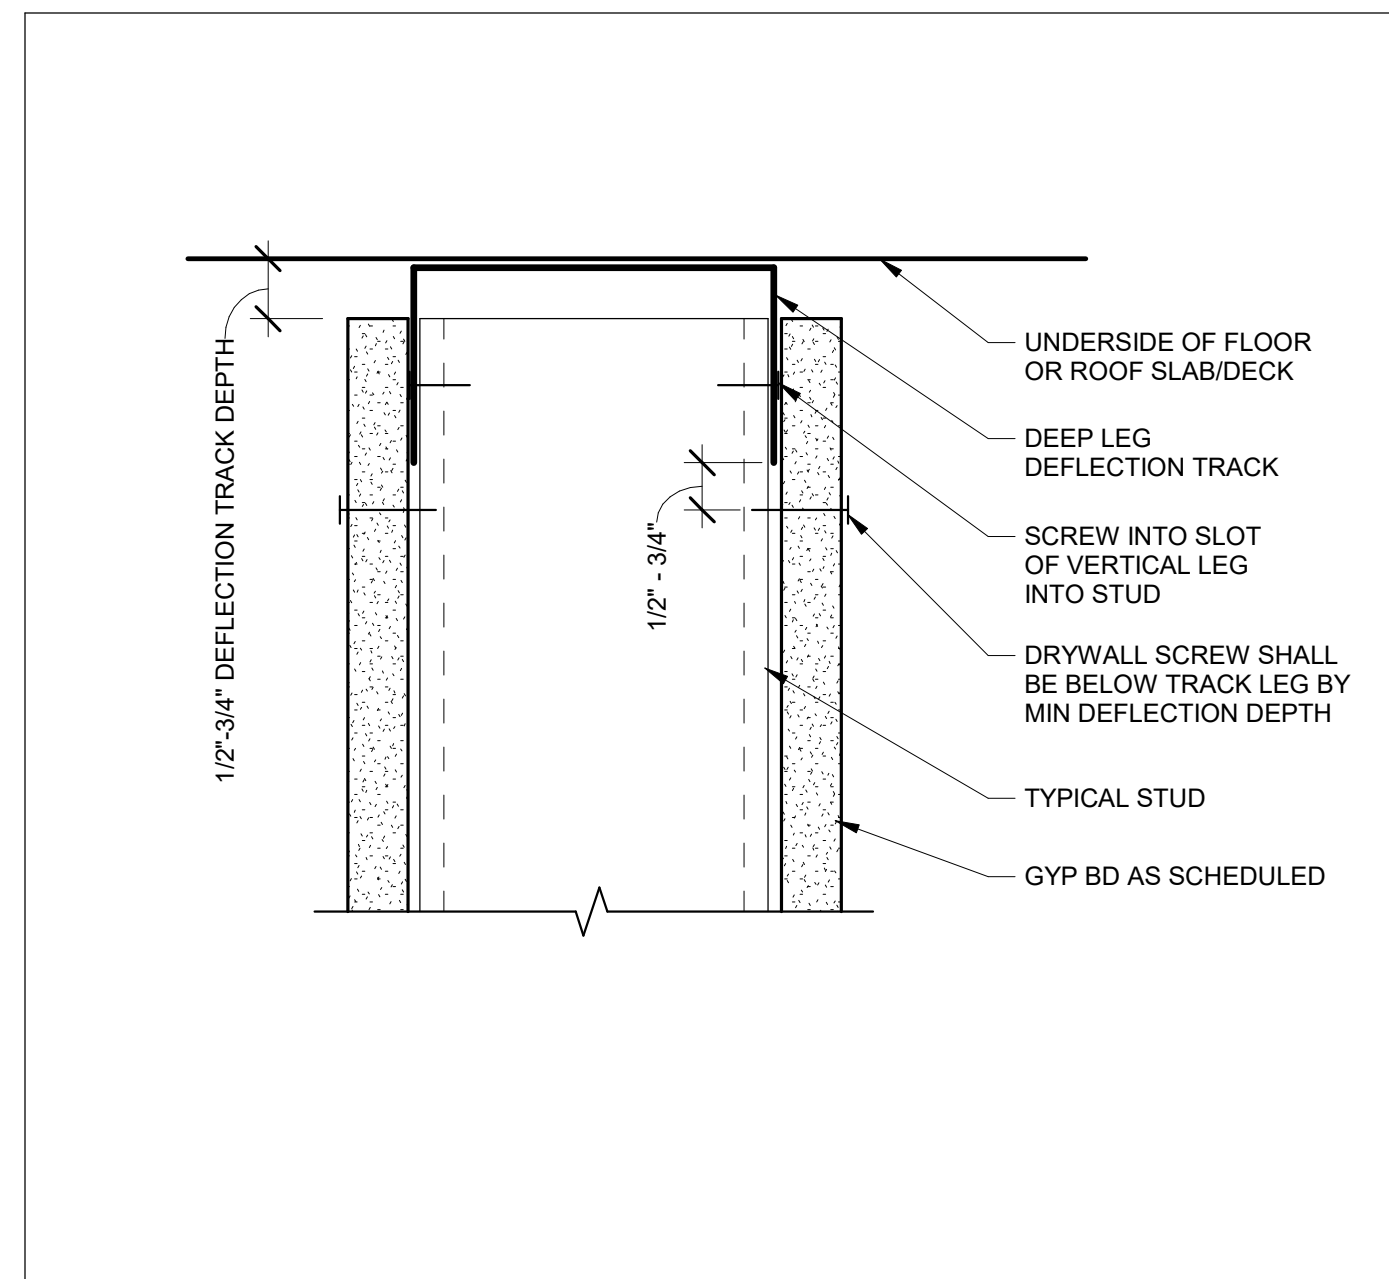 1/2"-3/4" DEFLECTION TRACK DEPTH
1/2" - 3/4"
UNDERSIDE OF FLOOR
OR ROOF SLAB/DECK
DEEP LEG
DEFLECTION TRACK
SCREW INTO SLOT
OF VERTICAL LEG
INTO STUD
DRYWALL SCREW SHALL
BE BELOW TRACK LEG BY
MIN DEFLECTION DEPTH
TYPICAL STUD
GYP BD AS SCHEDULED